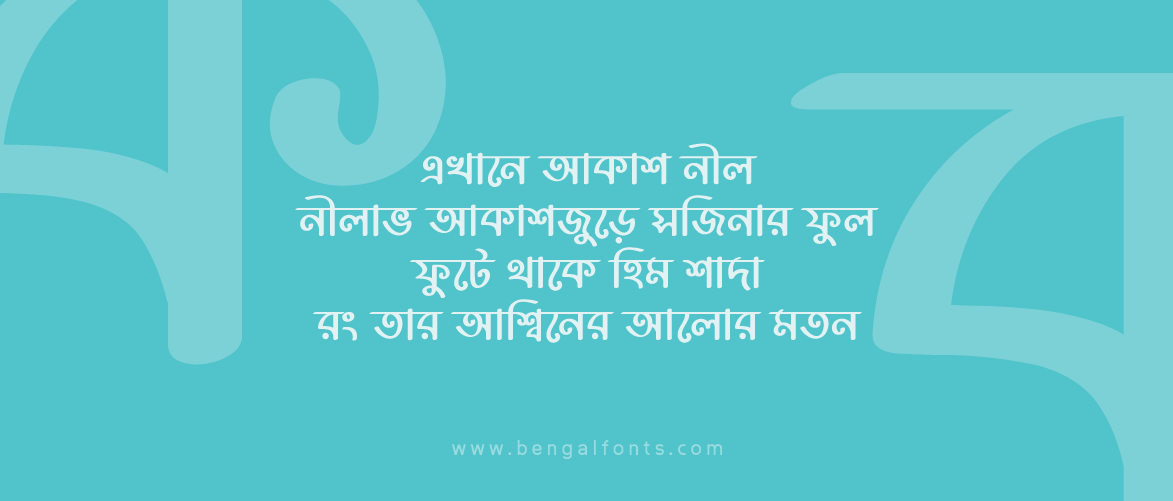 এখানে আকাশ নীল
নীলাভ আকাশজুড়ে সজিনার ফুল
ফুটে থাকে হিম শাদা
রং তার আশ্বিনের আলোর মতন
www.bengalfonts.com